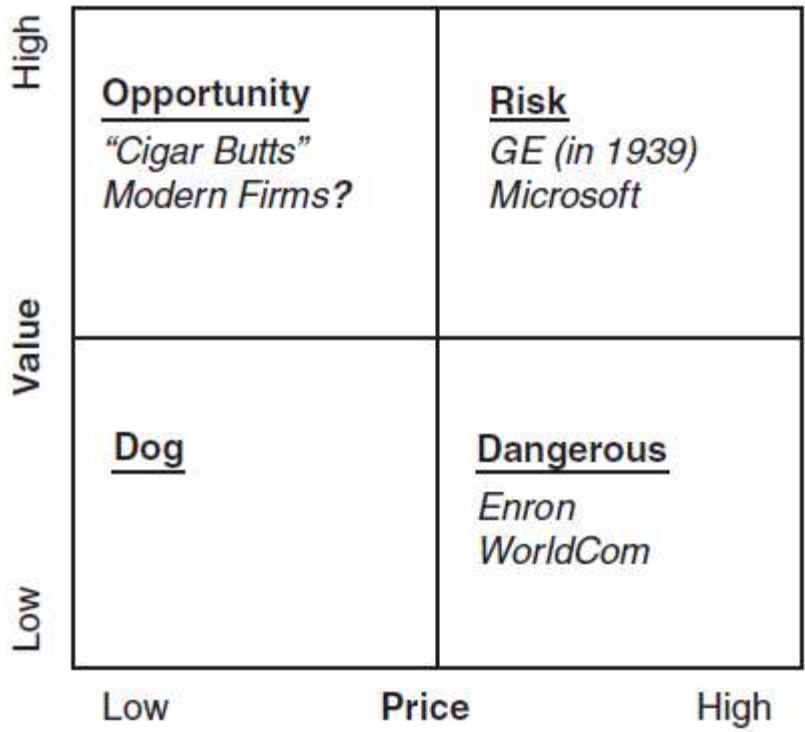 High
Opportunity
“Cigar Butts”
Modern Firms?
Risk
GE (in 1939)
Microsoft
Value
Dog
Dangerous
Enron
WorldCom
Low
Low
Price
High